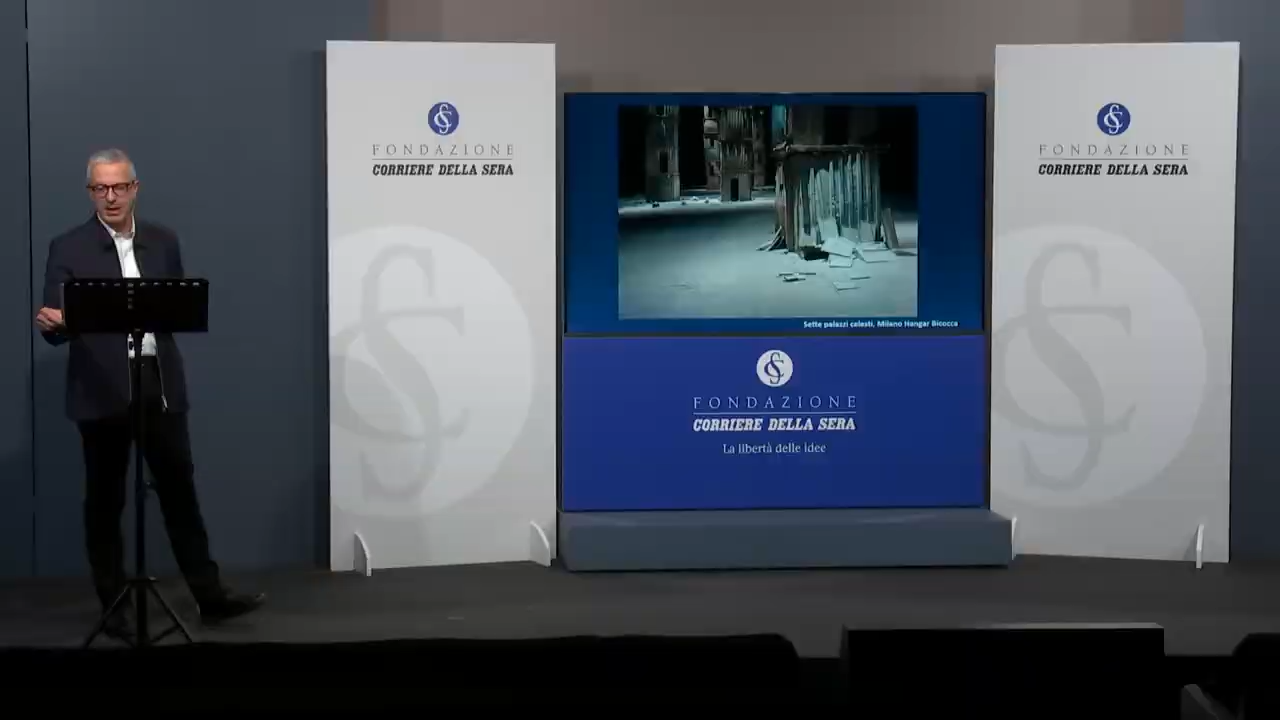 FONDAZIONE
CORRIERE DELLA SERA
Sette palazzi celesti, Milano Hangar Bicocca
FONDAZIONE
CORRIERE DELLA SERA
La libertà delle idee
FONDAZIONE
CORRIERE DELLA SERA